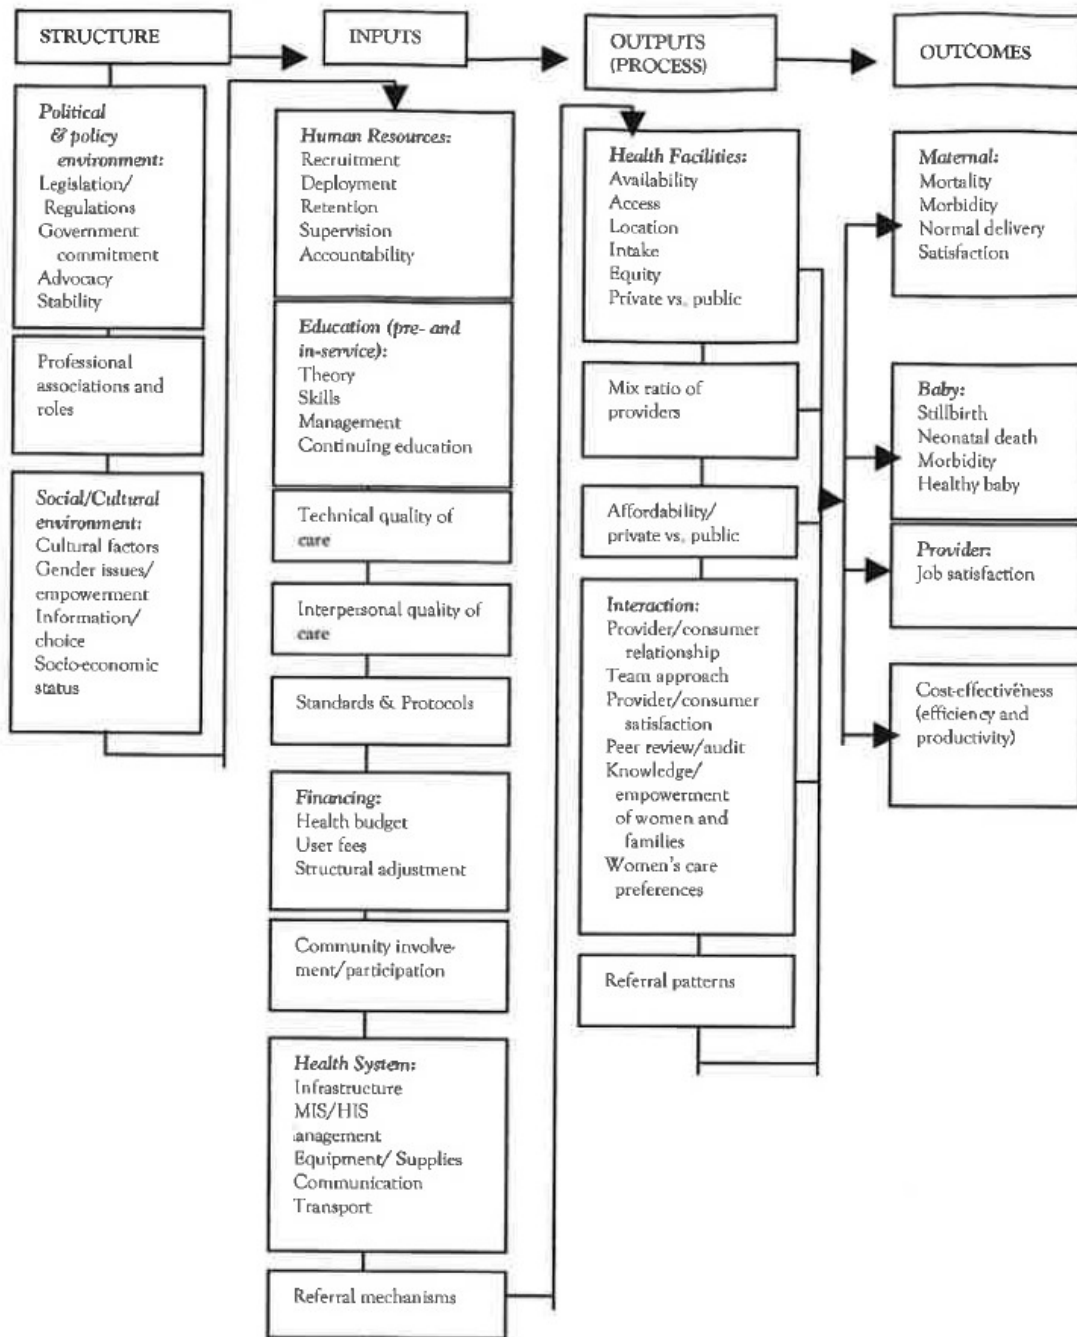 STRUCTURE
Political
& policy
environment:
Legislation/
Regulations
Government
commitment
Advocacy
Stability
Professional
associations and
roles
Social/Cultural
environment:
Cultural factors
Gender issues/
empowerment
Information/
choice
Socio-economic
status
INPUTS
Human Resources:
Recruitment
Deployment
Retention
Supervision
Accountability
Education (pre- and
in-service):
Theory
Skills
Management
Continuing education
Technical quality of
care
Interpersonal quality of
care
Standards & Protocols
Financing:
Health budget
User fees
Structural adjustment
Community involve-
ment/participation
Health System:
Infrastructure
MIS/HIS
anagement
Equipment/ Supplies
Communication
Transport
Referral mechanisms
OUTPUTS
(PROCESS)
Health Facilities:
Availability
Access
Location
Intake
Equity
Private vs. public
Mix ratio of
providers
Affordability/
private vs. public
Interaction:
Provider/consumer
relationship
Team approach
Provider/consumer
satisfaction
Peer review/audit
Knowledge/
empowerment
of women and
families
Women's care
preferences
Referral patterns
OUTCOMES
Maternal:
Mortality
Morbidity
Normal delivery
Satisfaction
Baby:
Stillbirth
Neonatal death
Morbidity
Healthy baby
Provider:
Job satisfaction
Cost-effectiveness
(efficiency and
productivity)